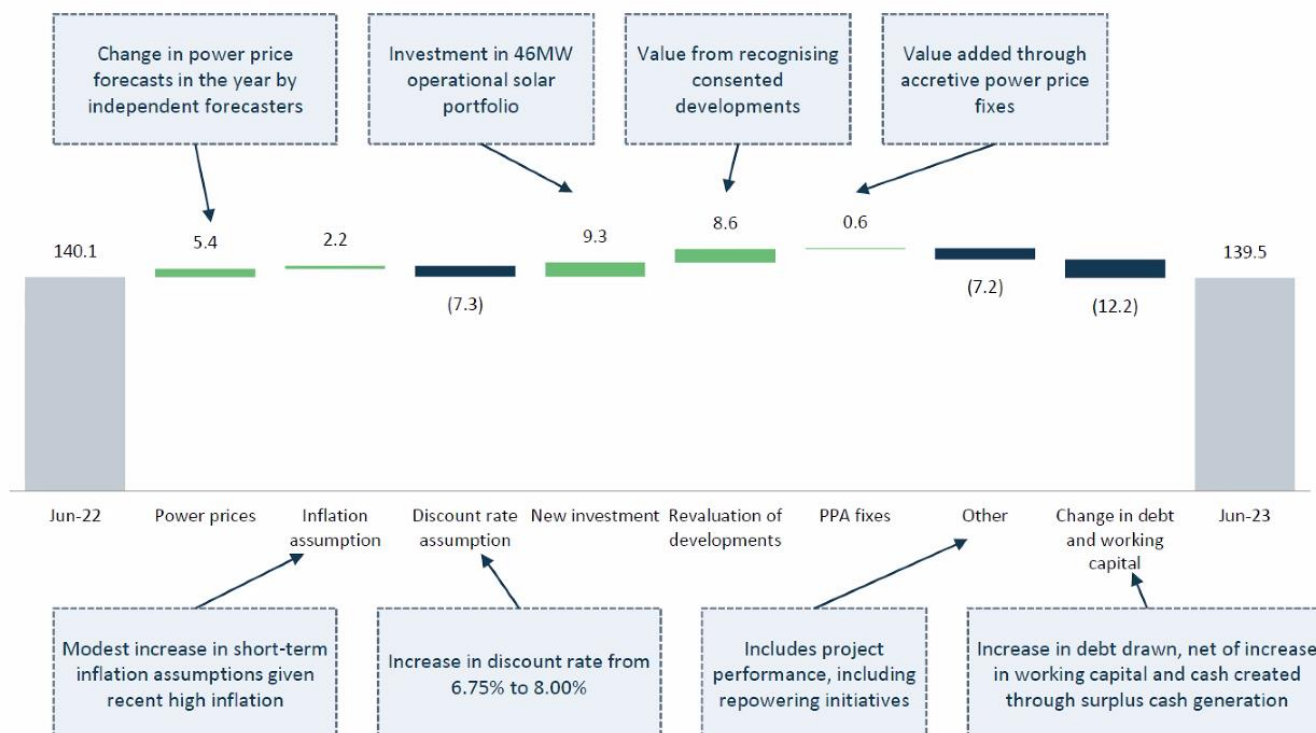 Change in power price
forecasts in the year by
independent forecasters
Investment in 46MW
operational solar
portfolio
Value from recognising
consented developments
Value added through
accretive power price
fixes
140.1
5.4
2.2
(7.3)
9.3
8.6
0.6
(7.2)
(12.2)
139.5
Jun-22
Power prices
Inflation
assumption
Discount rate
assumption
New investment
Revaluation of
developments
PPA fixes
Other
Change in debt
and working
capital
Jun-23
Modest increase in short-term
inflation assumptions given
recent high inflation
Increase in discount rate from
6.75% to 8.00%
Includes project
performance, including
repowering initiatives
Increase in debt drawn, net of increase
in working capital and cash created
through surplus cash generation